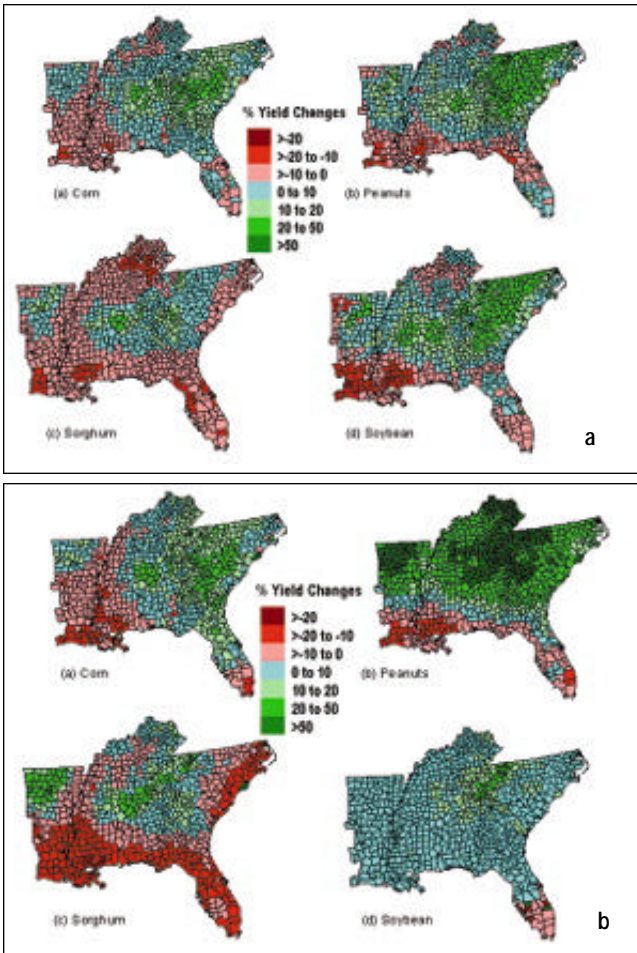 % Yield Changes
>-20
>-20 to -10
>-10 to 0
0 to 10
10 to 20
20 to 50
>50
(a) Corn
(b) Peanuts
(c) Sorghum
(d) Soybean
a
% Yield Changes
>-20
>-20 to -10
>-10 to 0
0 to 10
10 to 20
20 to 50
>50
(a) Corn
(b) Peanuts
(c) Sorghum
(d) Soybean
b